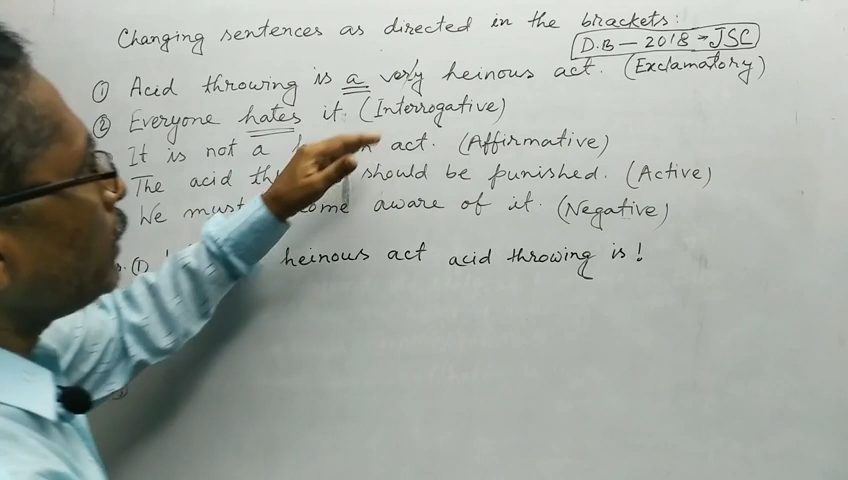 Changing sentences as directed in the brackets:
D.B - 2018 → JSC
① Acid throwing is a very heinous act. (Exclamatory)
② Everyone hates it. (Interrogative)
It is not a act. (Affirmative)
The acid should be punished. (Active)
We must aware of it. (Negative)
① heinous act acid throwing is!